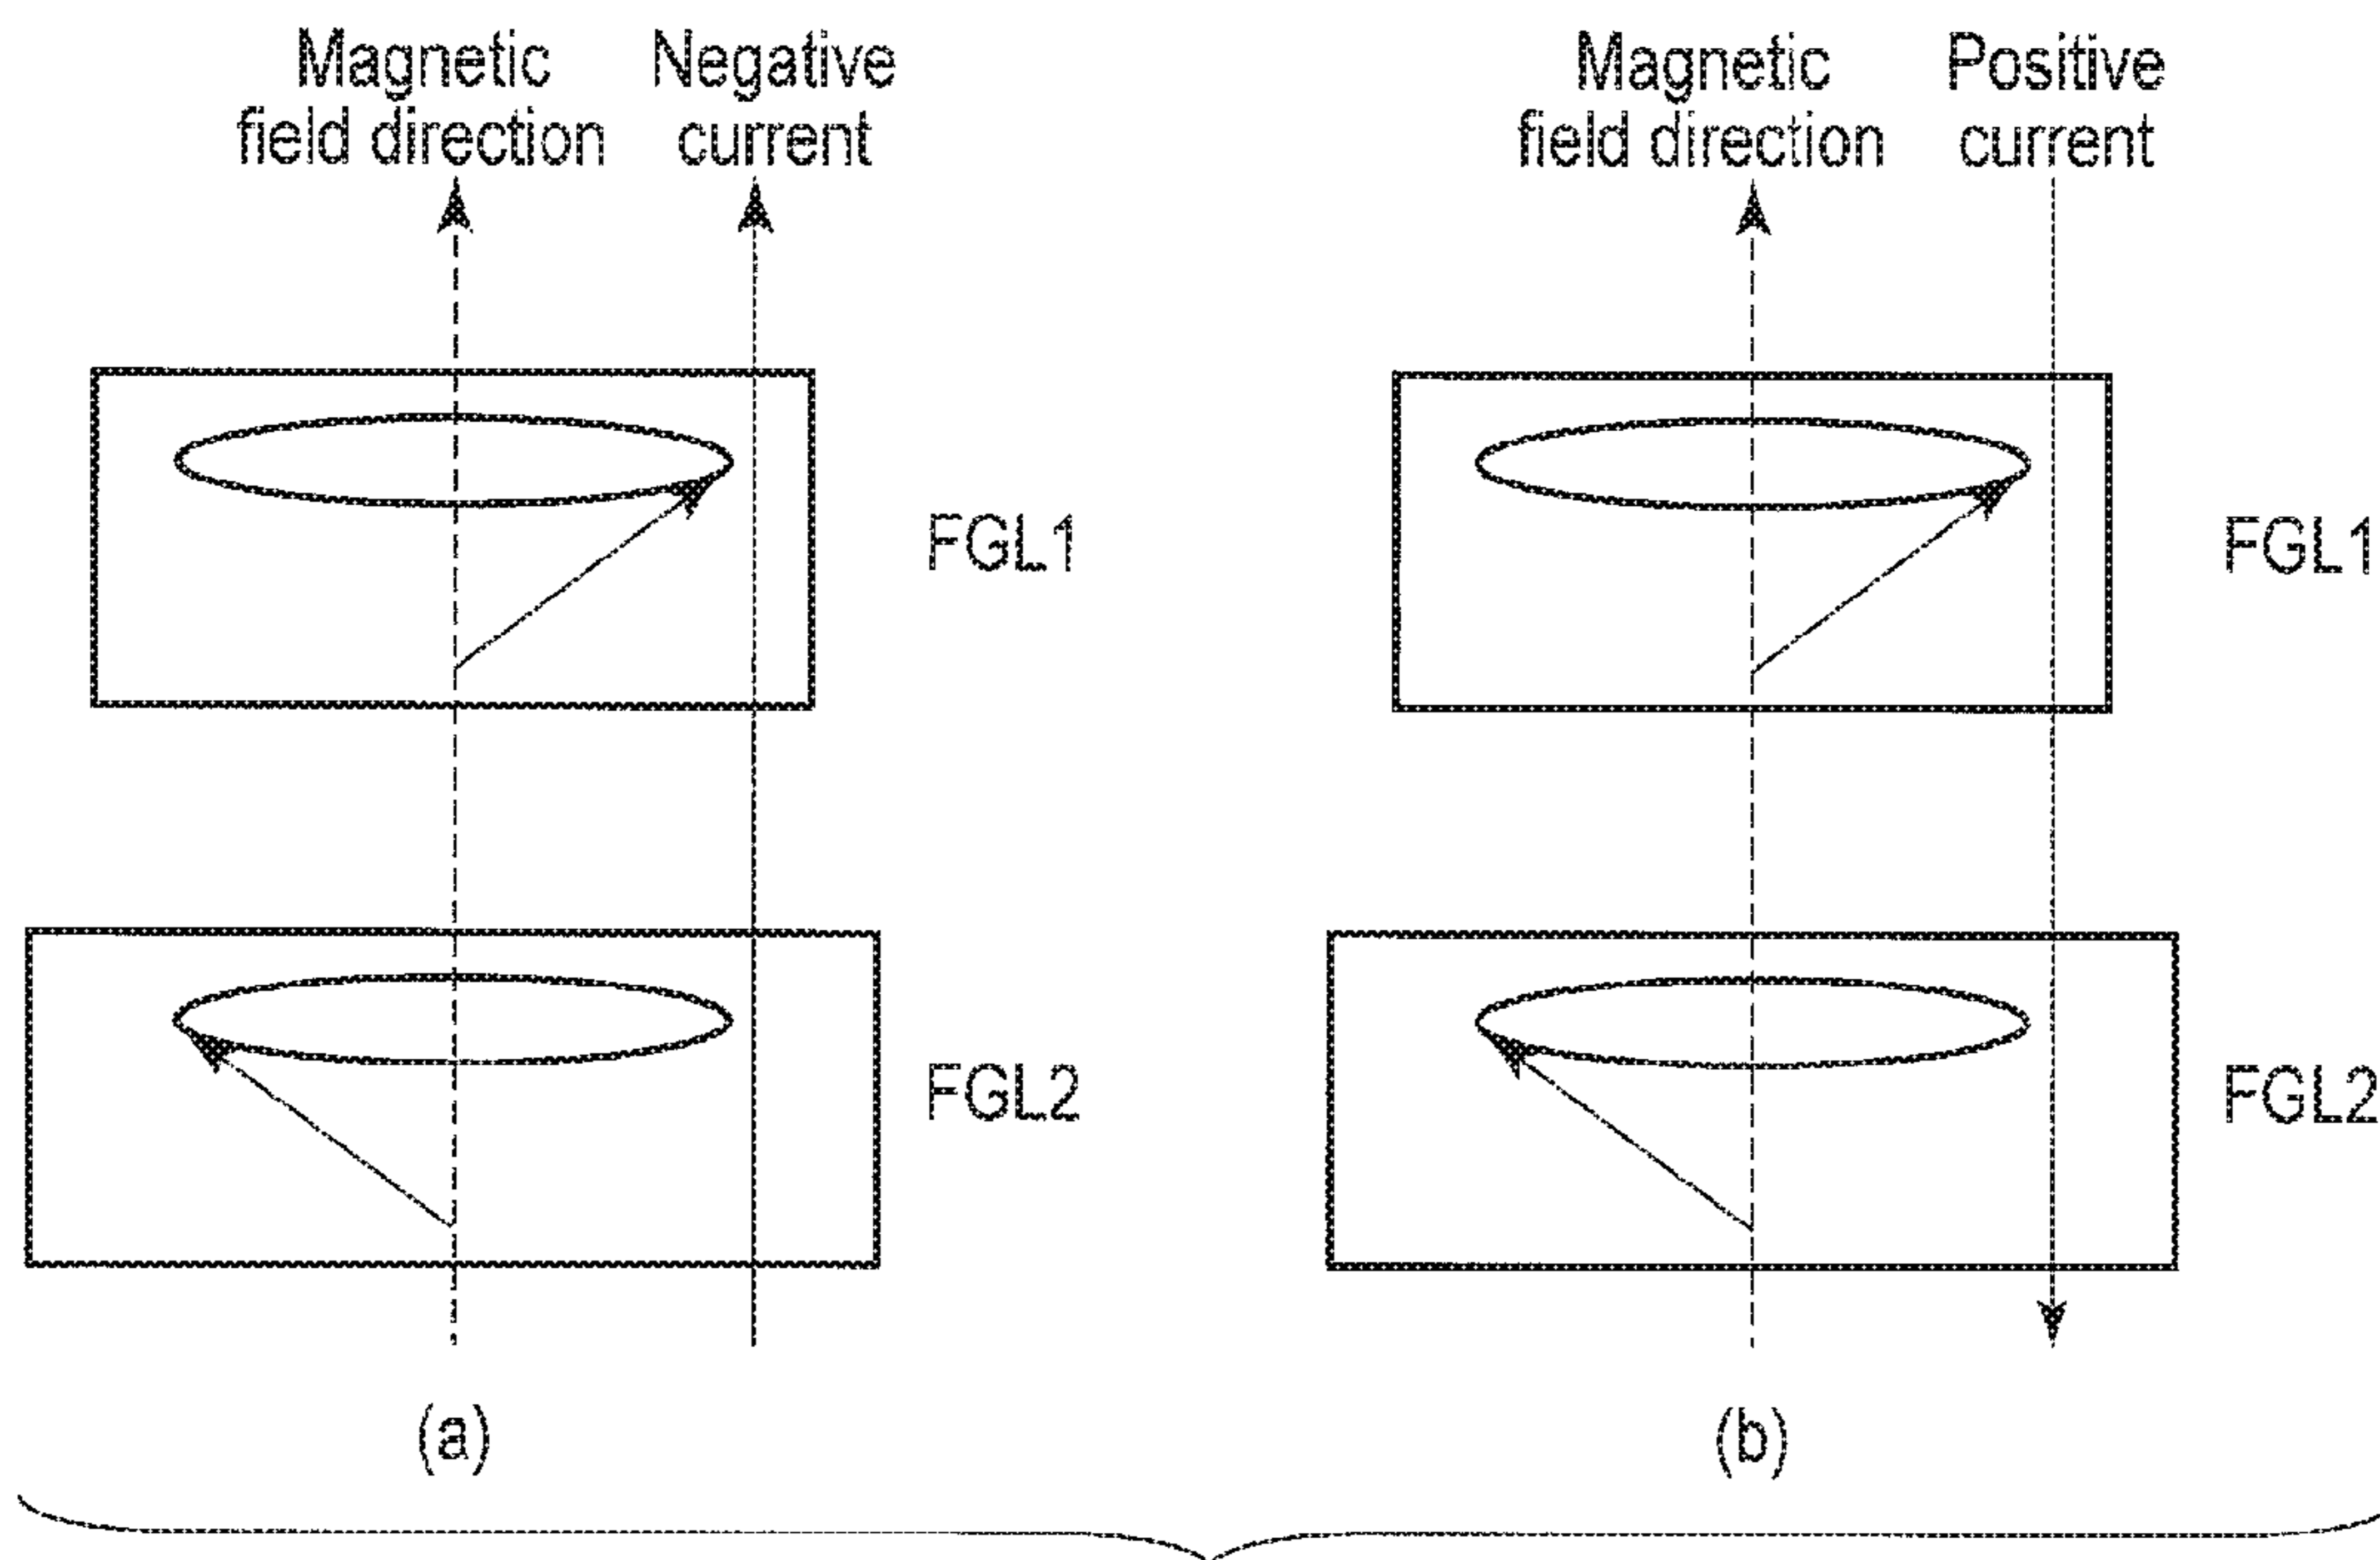 Magnetic
field direction
Negative
current
FGL1
FGL2
(a)
Magnetic
field direction
Positive
current
FGL1
FGL2
(b)